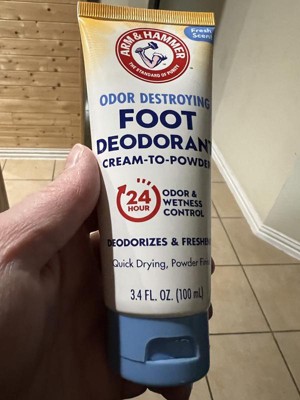 Fresh
Scent
ARM & HAMMER
THE STANDARD OF PURITY
ODOR DESTROYING
FOOT
DEODORANT
CREAM-TO-POWDER
24
HOUR
ODOR &
WETNESS
CONTROL
DEODORIZES & FRESHENS
Quick Drying, Powder
3.4 FL. OZ. (100 mL)